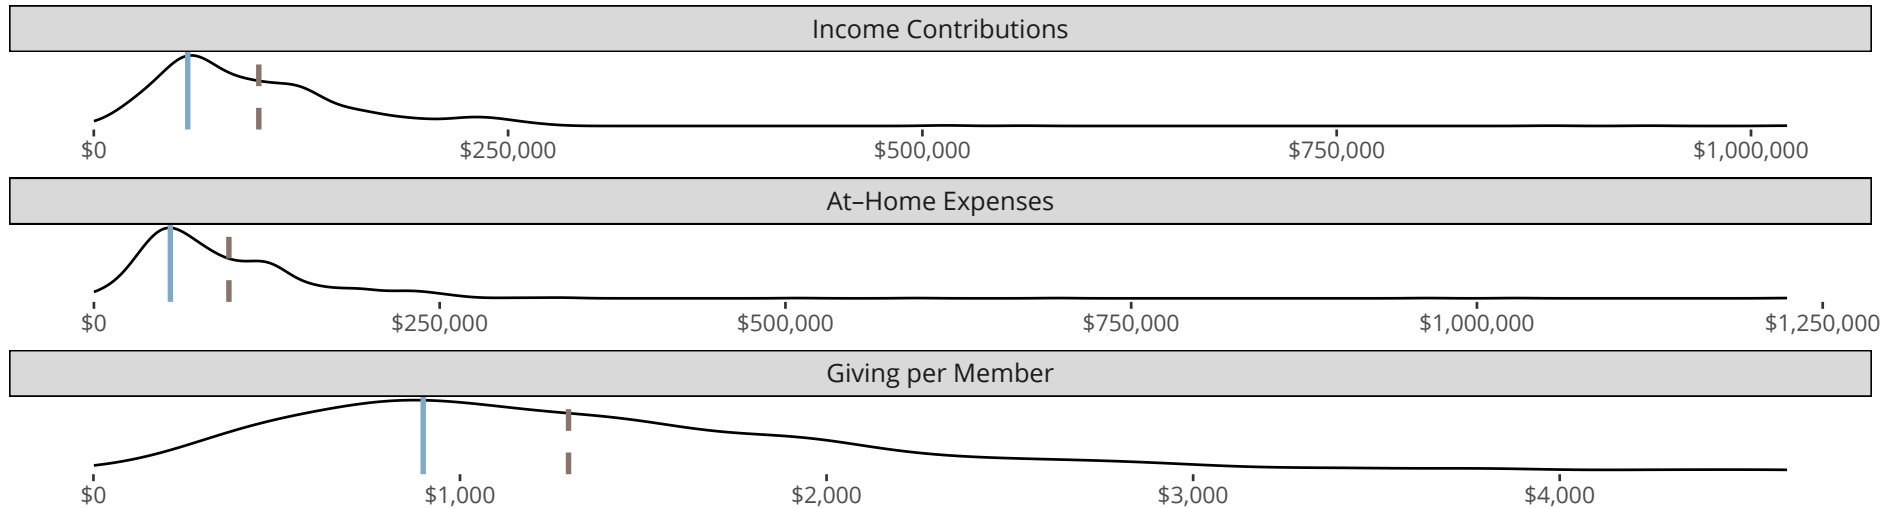 Income Contributions
$0 $250,000 $500,000 $750,000 $1,000,000
At–Home Expenses
$0 $250,000 $500,000 $750,000 $1,000,000 $1,250,000
Giving per Member
$0 $1,000 $2,000 $3,000 $4,000